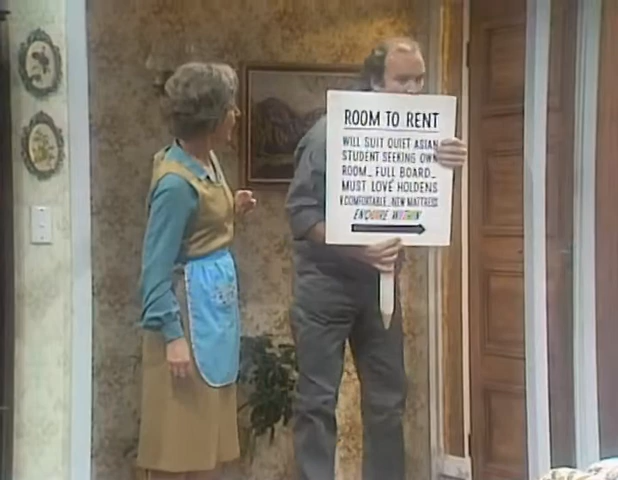 ROOM TO RENT
WILL SUIT QUIET ASIAN
STUDENT SEEKING OWN
ROOM_ FULL BOARD_
MUST LOVE HOLDENS
COMFORTABLE_ NEW MATTRESS
ENQUIRE WITHIN